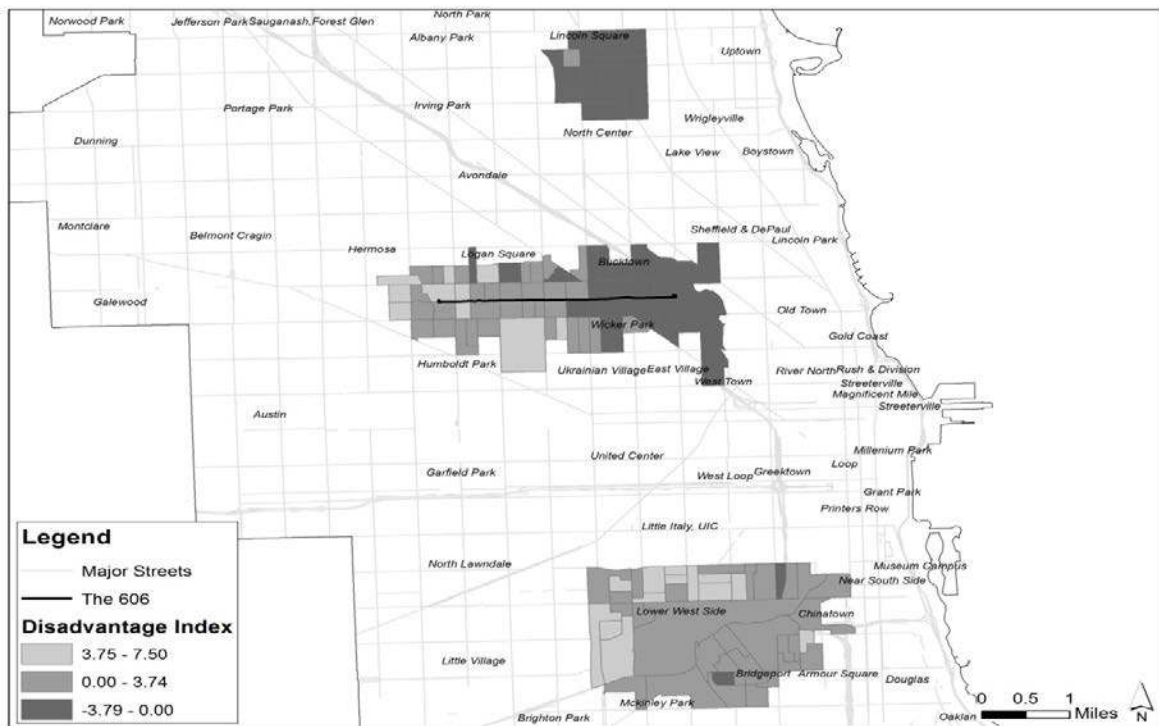 North Park
Norwood Park
Jefferson Park
Sauganash,Forest Glen
Albany Park
Lincoln Square
Uptown
Portage Park
Irving Park
Wrigleyville
North Center
Dunning
Lake View
Boystown
Avondale
Montclare
Belmont Cragin
Sheffield & DePaul
Lincoln Park
Hermosa
Logan Square
Bucktown
Galewood
Old Town
Wicker Park
Gold Coast
Humboldt Park
Ukrainian Village
East Village
River North
Rush & Division
West Town
Streeterville
Magnificent Mile
Streeterville
Austin
Millenium Park
United Center
Loop
Garfield Park
West Loop
Greektown
Grant Park
Printers Row
Little Italy, UIC
North Lawndale
Museum Campus
Near South Side
Lower West Side
Chinatown
Little Village
Bridgeport
Armour Square
Douglas
Mckinley Park
Brighton Park
Oaklan
Legend
Major Streets
The 606
Disadvantage Index
3.75 - 7.50
0.00 - 3.74
-3.79 - 0.00
0 0.5 1
Miles
N